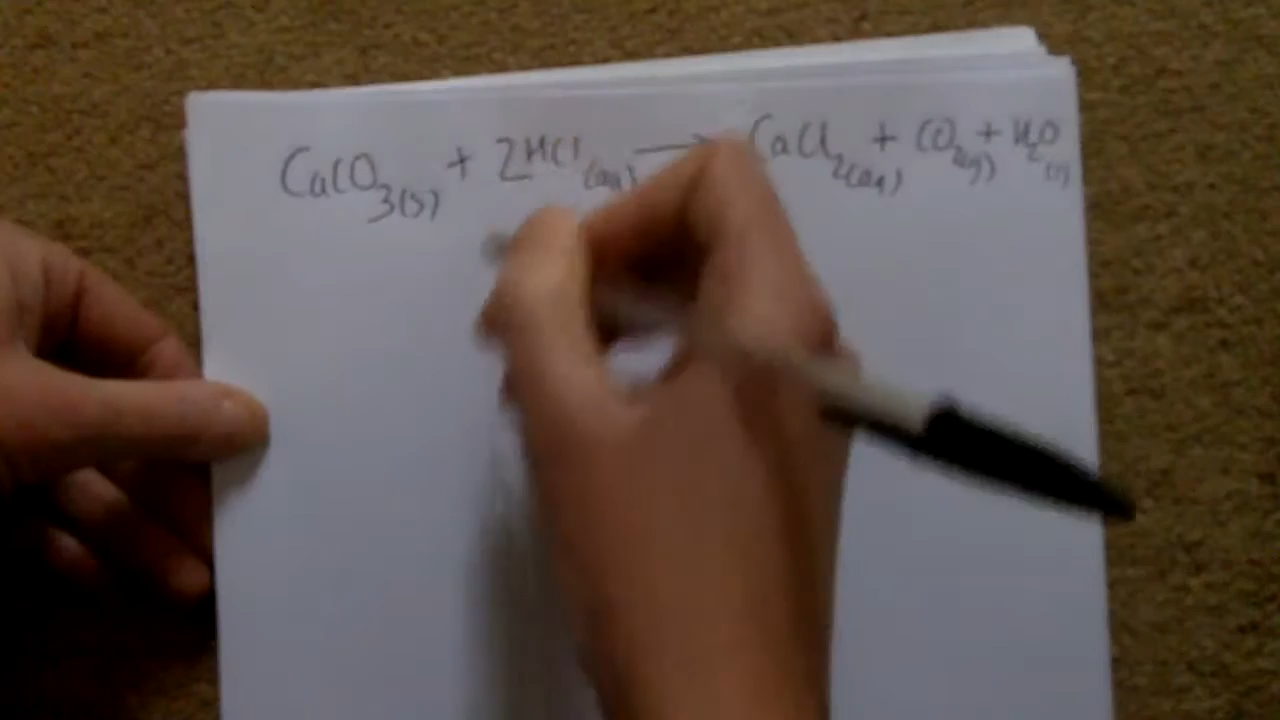 CaCO₃(s) + 2HCl(aq) → CaCl₂(aq) + CO₂(g) + H₂O(l)